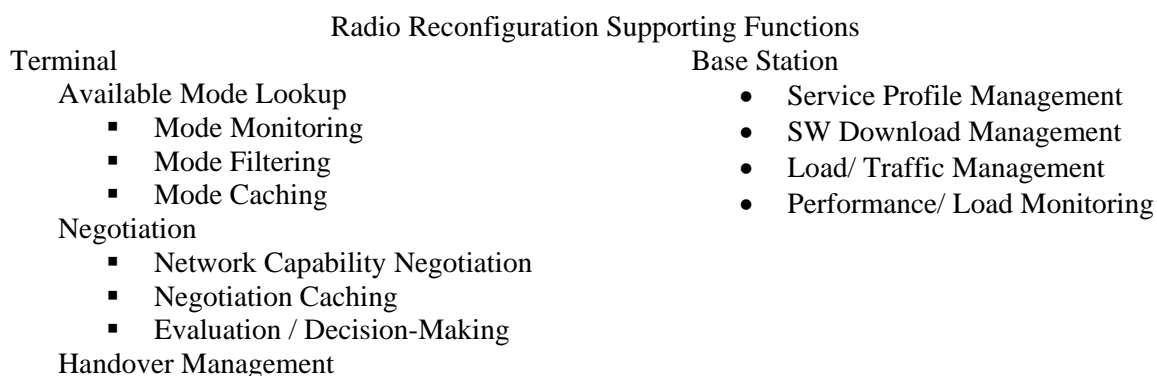 Radio Reconfiguration Supporting Functions
Terminal
Available Mode Lookup
▪ Mode Monitoring
▪ Mode Filtering
▪ Mode Caching
Negotiation
▪ Network Capability Negotiation
▪ Negotiation Caching
▪ Evaluation / Decision-Making
Handover Management
Base Station
• Service Profile Management
• SW Download Management
• Load/ Traffic Management
• Performance/ Load Monitoring